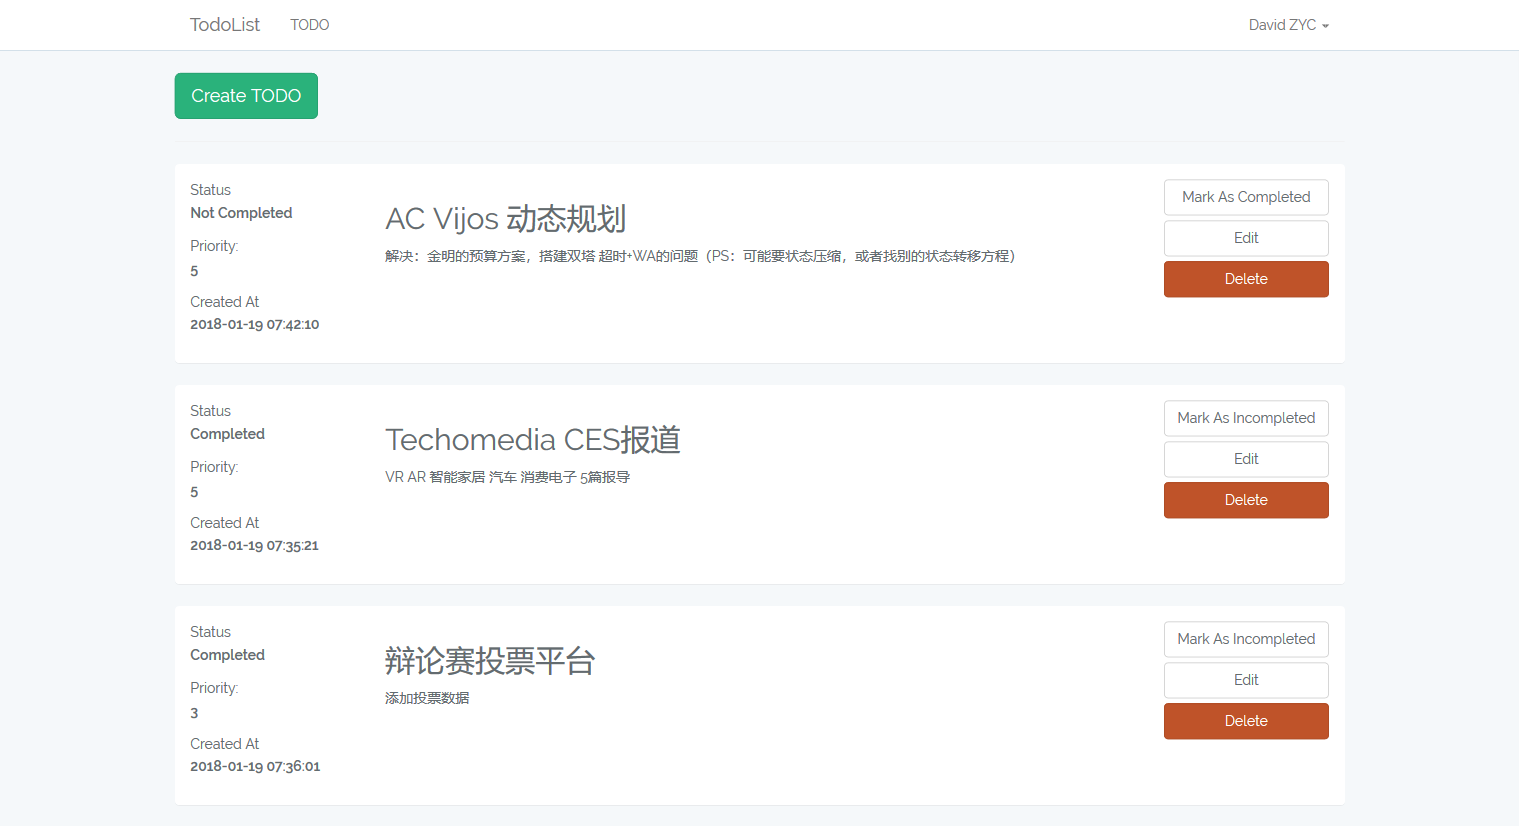 TodoList TODO David ZYC
Create TODO
Status
Not Completed
Priority:
5
Created At
2018-01-19 07:42:10
AC Vijos 动态规划
解决：金明的预算方案，搭建双塔 超时+WA的问题（PS：可能要状态压缩，或者找别的状态转移方程）
Mark As Completed
Edit
Delete
Status
Completed
Priority:
5
Created At
2018-01-19 07:35:21
Techomedia CES报道
VR AR 智能家居 汽车 消费电子 5篇报导
Mark As Incompleted
Edit
Delete
Status
Completed
Priority:
3
Created At
2018-01-19 07:36:01
辩论赛投票平台
添加投票数据
Mark As Incompleted
Edit
Delete